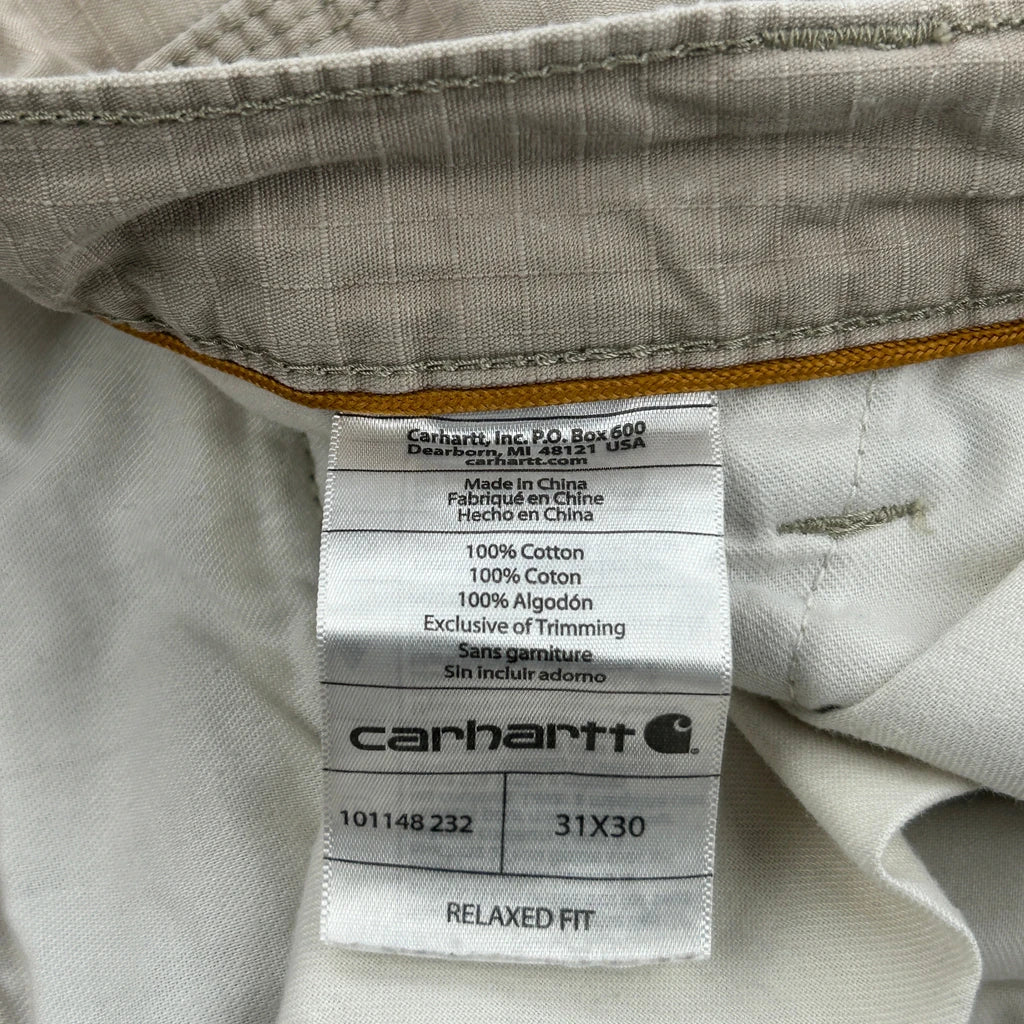 Carhartt, Inc. P.O. Box 600
Dearborn, MI 48121 USA
carhartt.com
Made in China
Fabriqué en Chine
Hecho en China
100% Cotton
100% Coton
100% Algodón
Exclusive of Trimming
Sans garniture
Sin incluir adorno
carhartt
101148 232
31X30
RELAXED FIT